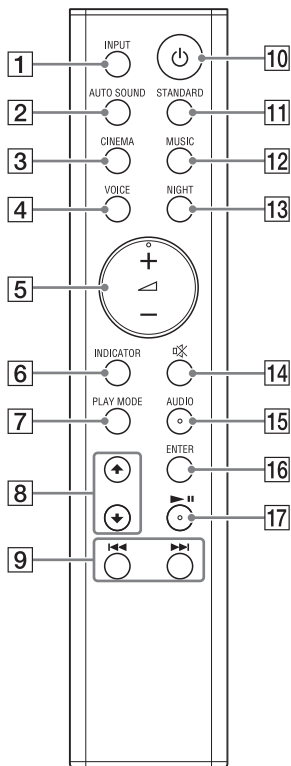 INPUT
1
10
AUTO SOUND STANDARD
2
11
CINEMA MUSIC
3
12
VOICE NIGHT
4
13
+
5
−
INDICATOR
6
14
PLAY MODE AUDIO
7
15
ENTER
16
8
17
9